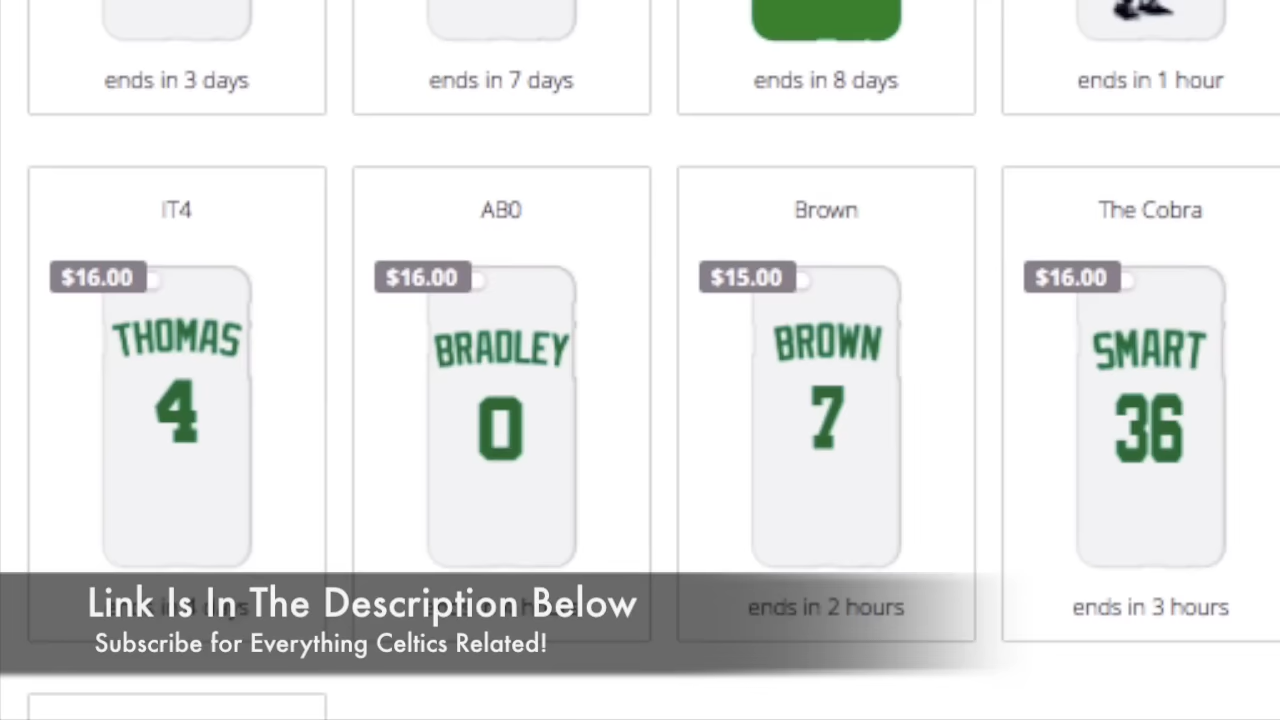 ends in 3 days
ends in 7 days
ends in 8 days
ends in 1 hour
IT4
AB0
Brown
The Cobra
$16.00
$16.00
$15.00
$16.00
THOMAS
BRADLEY
BROWN
SMART
4
0
7
36
Link Is In The Description Below
ends in 2 hours
ends in 3 hours
Subscribe for Everything Celtics Related!